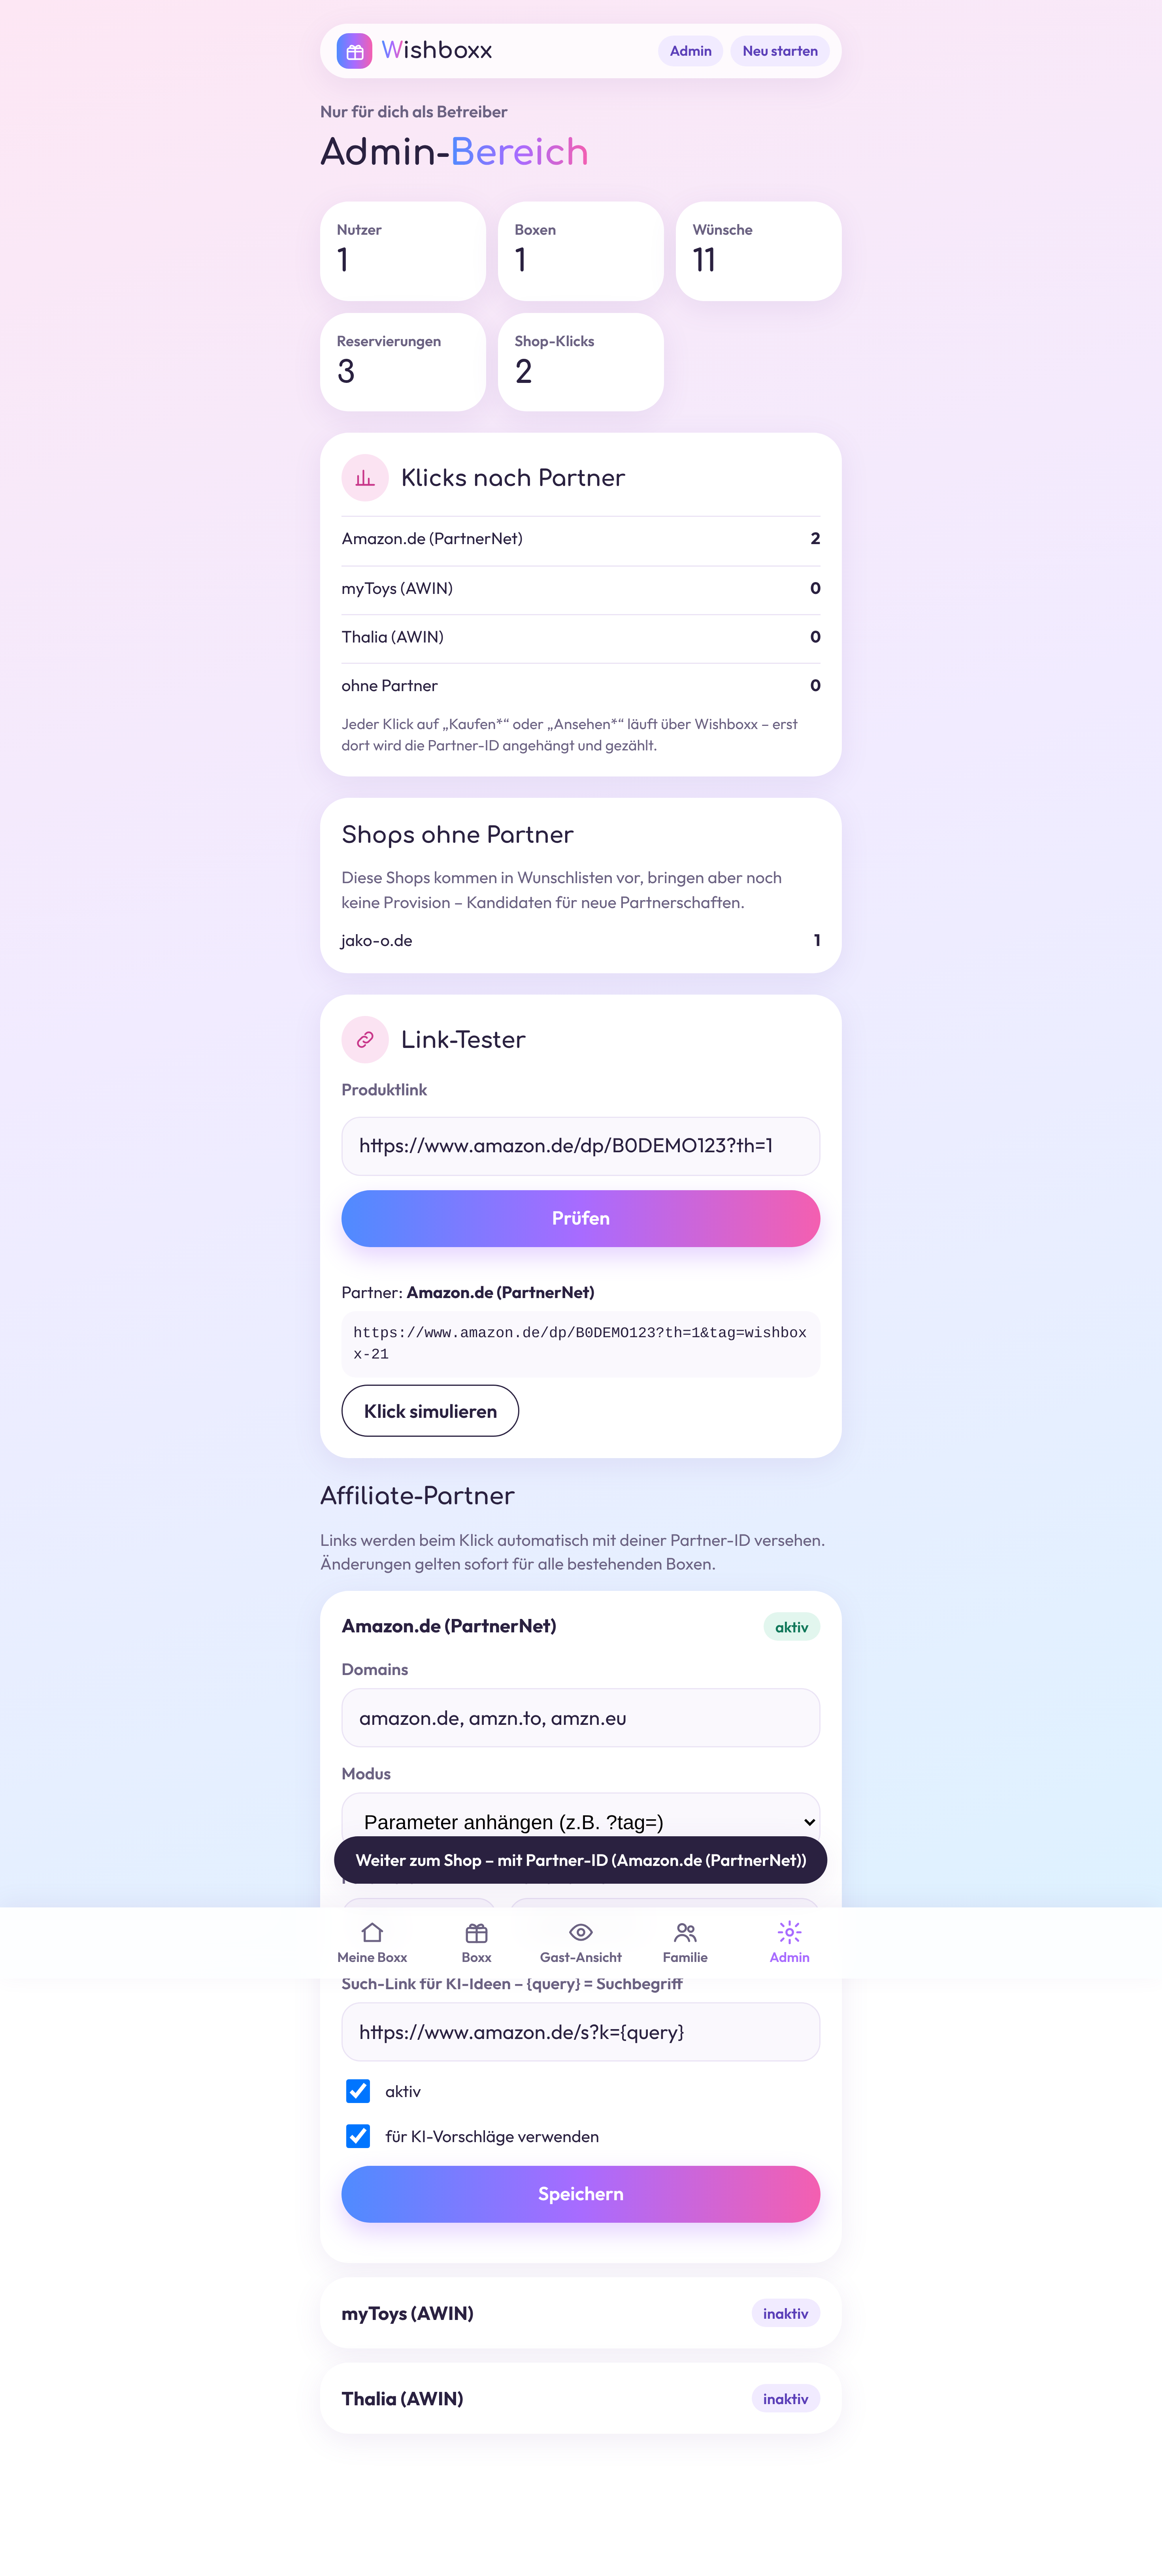 Wishboxx
Admin
Neu starten
Nur für dich als Betreiber
Admin-Bereich
Nutzer
1
Boxen
1
Wünsche
11
Reservierungen
3
Shop-Klicks
2
Klicks nach Partner
Amazon.de (PartnerNet) 2
myToys (AWIN) 0
Thalia (AWIN) 0
ohne Partner 0
Jeder Klick auf „Kaufen*“ oder „Ansehen*“ läuft über Wishboxx – erst
dort wird die Partner-ID angehängt und gezählt.
Shops ohne Partner
Diese Shops kommen in Wunschlisten vor, bringen aber noch
keine Provision – Kandidaten für neue Partnerschaften.
jako-o.de 1
Link-Tester
Produktlink
https://www.amazon.de/dp/B0DEMO123?th=1
Prüfen
Partner: Amazon.de (PartnerNet)
https://www.amazon.de/dp/B0DEMO123?th=1&tag=wishbox
x-21
Klick simulieren
Affiliate-Partner
Links werden beim Klick automatisch mit deiner Partner-ID versehen.
Änderungen gelten sofort für alle bestehenden Boxen.
Amazon.de (PartnerNet) aktiv
Domains
amazon.de, amzn.to, amzn.eu
Modus
Parameter anhängen (z.B. ?tag=)
Weiter zum Shop – mit Partner-ID (Amazon.de (PartnerNet))
Meine Boxx
Boxx
Gast-Ansicht
Familie
Admin
Such-Link für KI-Ideen – {query} = Suchbegriff
https://www.amazon.de/s?k={query}
aktiv
für KI-Vorschläge verwenden
Speichern
myToys (AWIN) inaktiv
Thalia (AWIN) inaktiv